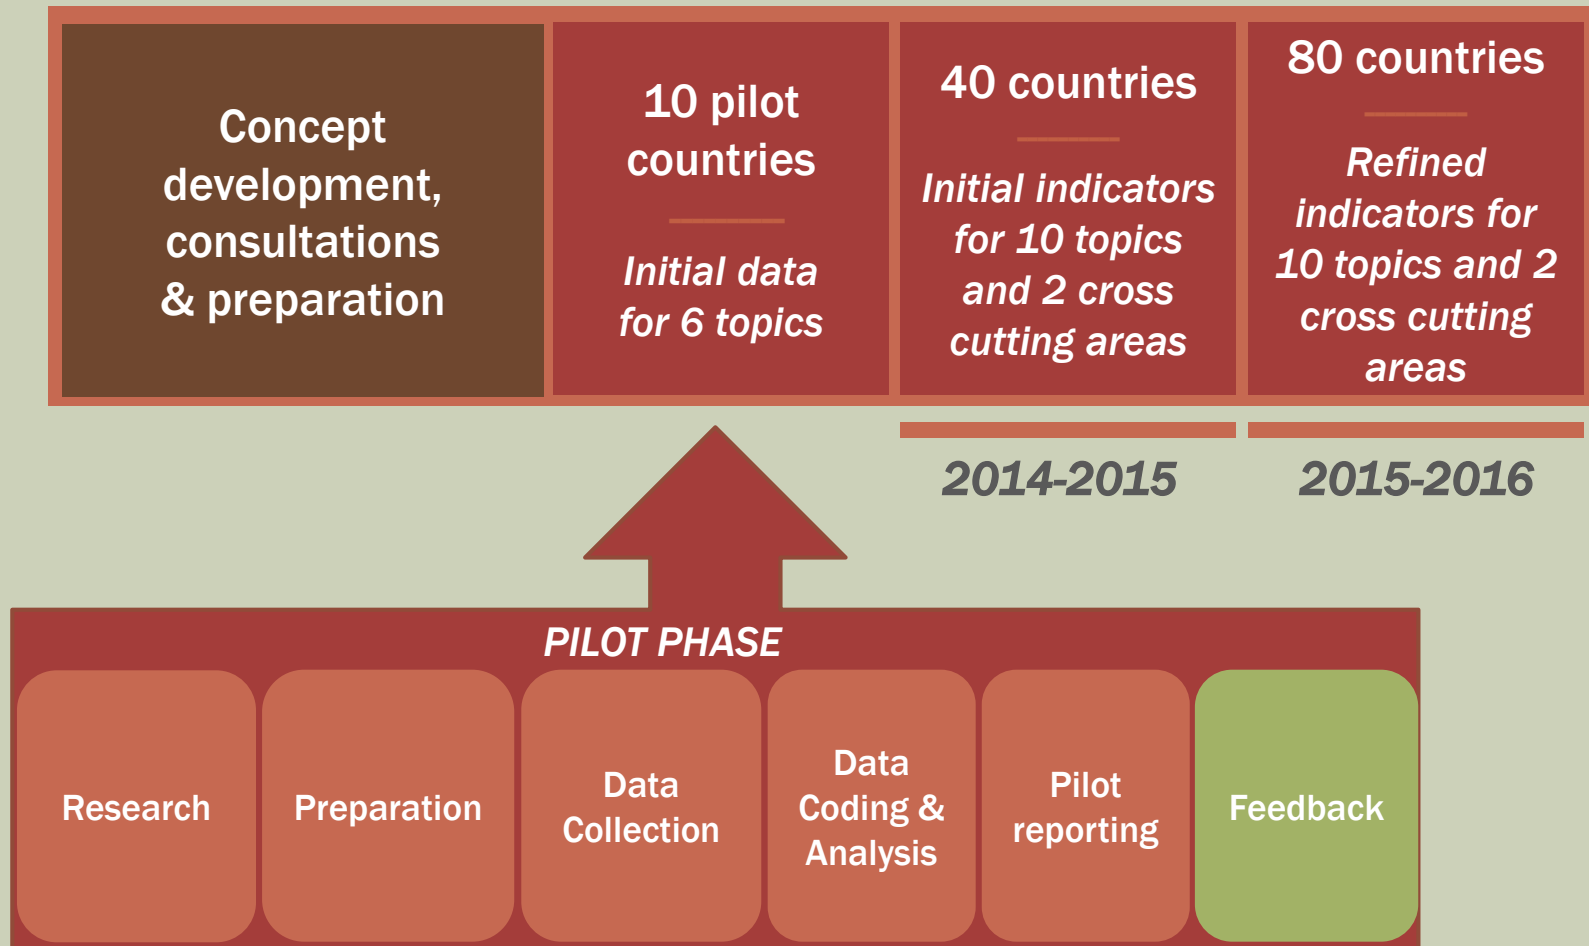 Concept
development,
consultations
& preparation
10 pilot
countries
Initial data
for 6 topics
40 countries
Initial indicators
for 10 topics
and 2 cross
cutting areas
80 countries
Refined
indicators for
10 topics and 2
cross cutting
areas
2014-2015
2015-2016
PILOT PHASE
Research
Preparation
Data
Collection
Data
Coding &
Analysis
Pilot
reporting
Feedback